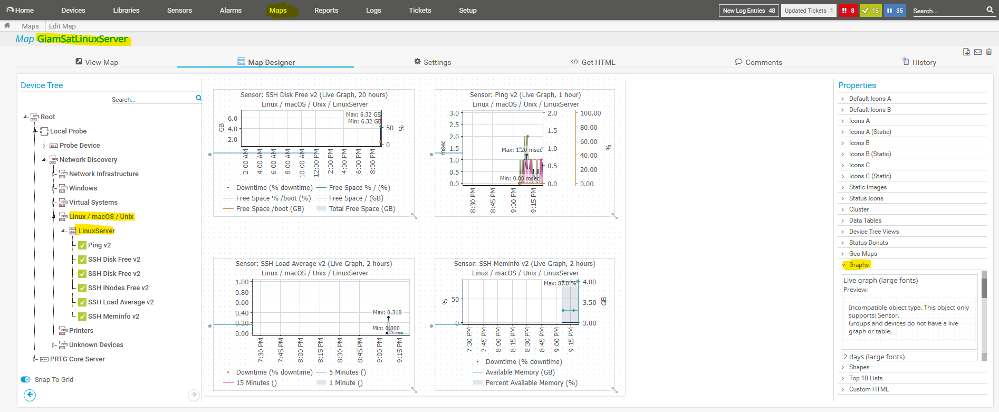 Home Devices Libraries Sensors Alarms Maps Reports Logs Tickets Setup New Log Entries 48 Updated Tickets 1 8 15 35 Search...
Maps Edit Map
Map GiamSatLinuxServer
View Map Map Designer Settings Get HTML Comments History
Device Tree
Search...
Root
Local Probe
Probe Device
Network Discovery
Network Infrastructure
Windows
Virtual Systems
Linux / macOS / Unix
LinuxServer
Ping v2
SSH Disk Free v2
SSH Disk Free v2
SSH INodes Free v2
SSH Load Average v2
SSH Meminfo v2
Printers
Unknown Devices
PRTG Core Server
Snap To Grid
Sensor: SSH Disk Free v2 (Live Graph, 20 hours)
Linux / macOS / Unix / LinuxServer
Max: 6.32 GB
Min: 6.32 GB
GB
6.0
4.0
2.0
50
0
%
2:00 AM 4:00 AM 6:00 AM 8:00 AM 10:00 AM 12:00 PM 2:00 PM 4:00 PM 6:00 PM 8:00 PM
Downtime (% downtime) Free Space % / (%)
Free Space % /boot (%) Free Space / (GB)
Free Space /boot (GB) Total Free Space (GB)
Sensor: Ping v2 (Live Graph, 1 hour)
Linux / macOS / Unix / LinuxServer
msec
3.0
2.5
2.0
1.5
1.0
0.5
0.0
Max: 1.20 msec
Min: 0.00 msec
2.0
1.5
1.0
0.5
0.0
100.00
80.00
60.00
40.00
20.00
0.00
%
8:30 PM 8:45 PM 9:00 PM 9:15 PM
Sensor: SSH Load Average v2 (Live Graph, 2 hours)
Linux / macOS / Unix / LinuxServer
1.00
0.80
0.60
0.40
0.20
0.00
Max: 0.310
Min: 0.000
7:30 PM 7:45 PM 8:00 PM 8:15 PM 8:30 PM 8:45 PM 9:00 PM 9:15 PM
Downtime (% downtime) 5 Minutes ()
15 Minutes () 1 Minute ()
Sensor: SSH Meminfo v2 (Live Graph, 2 hours)
Linux / macOS / Unix / LinuxServer
Max: 87.0 %
%
50
0
4.00
3.50
3.00
GB
7:30 PM 7:45 PM 8:00 PM 8:15 PM 8:30 PM 8:45 PM 9:00 PM 9:15 PM
Downtime (% downtime)
Available Memory (GB)
Percent Available Memory (%)
Properties
Default Icons A
Default Icons B
Icons A
Icons A (Static)
Icons B
Icons B (Static)
Icons C
Icons C (Static)
Static Images
Status Icons
Cluster
Data Tables
Device Tree Views
Status Donuts
Geo Maps
Graphs
Live graph (large fonts)
Preview:
Incompatible object type. This object only
supports: Sensor.
Groups and devices do not have a live
graph or table.
2 days (large fonts)
Shapes
Top 10 Lists
Custom HTML